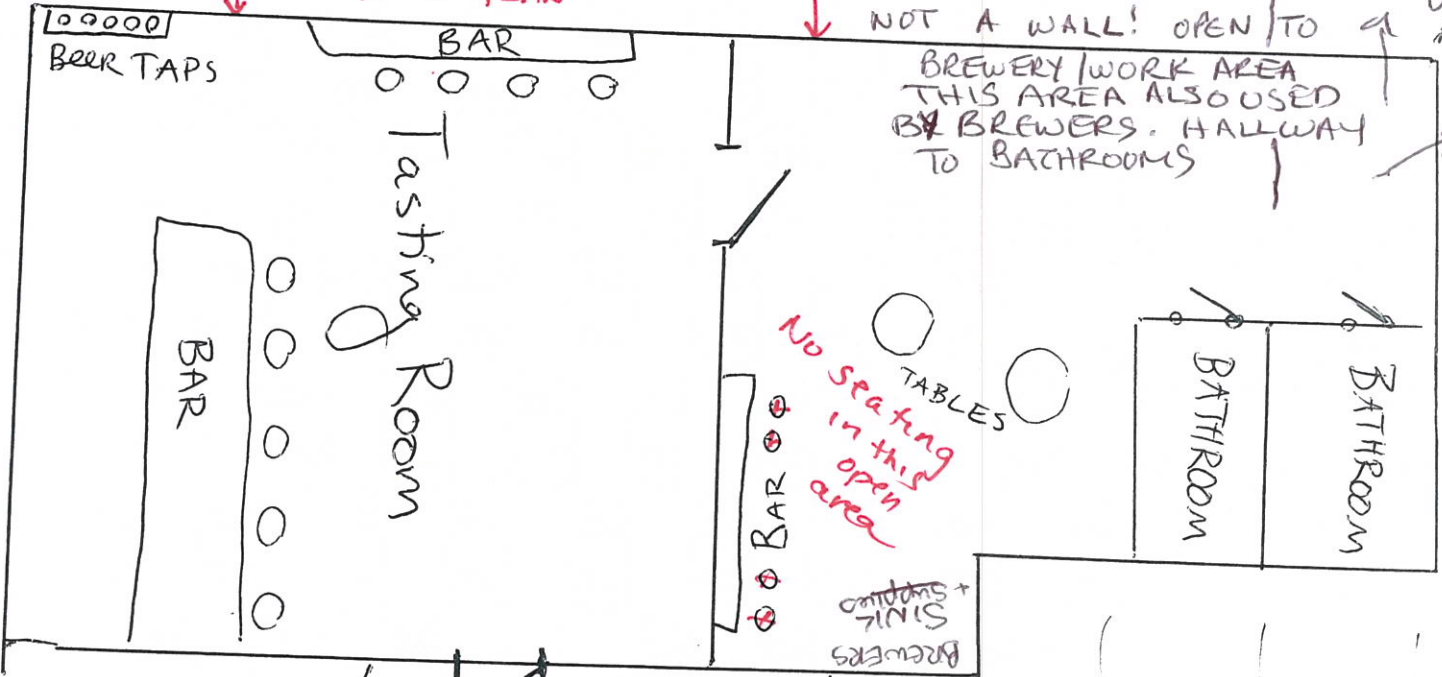 NOT A WALL! OPEN TO
BREWERY/WORK AREA
THIS AREA ALSO USED
BY BREWERS. HALLWAY
TO BATHROOMS
BEER TAPS
BAR
Tasting Room
BAR
No seating
in this
open
area
TABLES
BAR
BATHROOM
BATHROOM
BREWERS
SINK
+ supplies